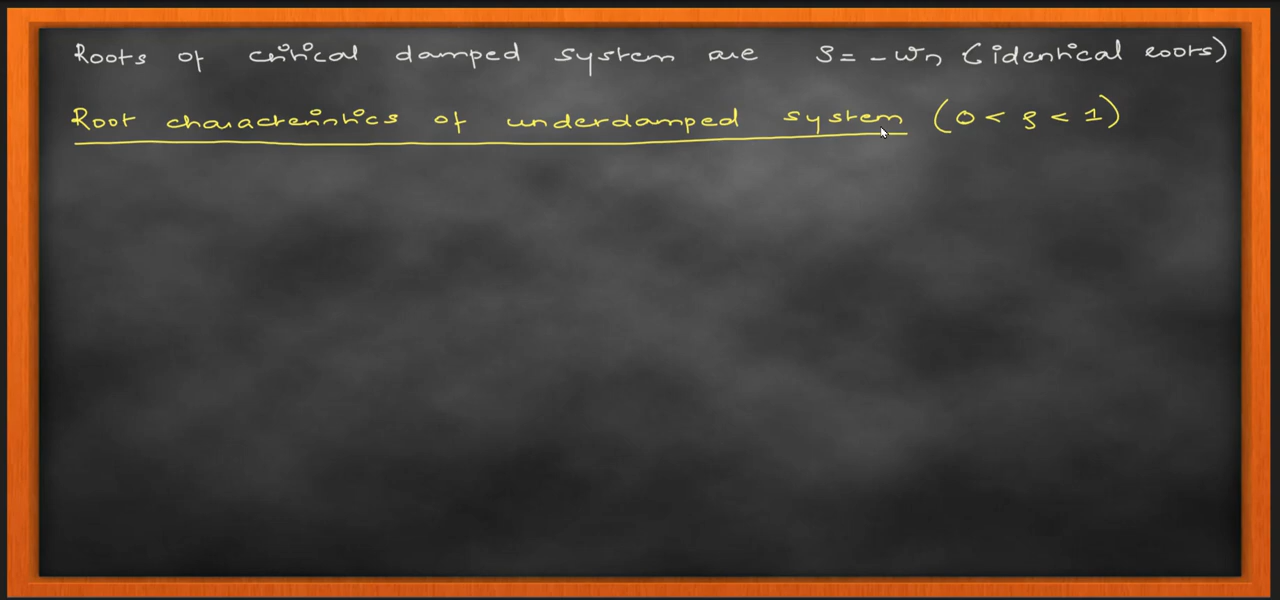 Roots of critical damped system are S = -ωn (identical roots)
Root characteristics of underdamped system (0 < ξ < 1)